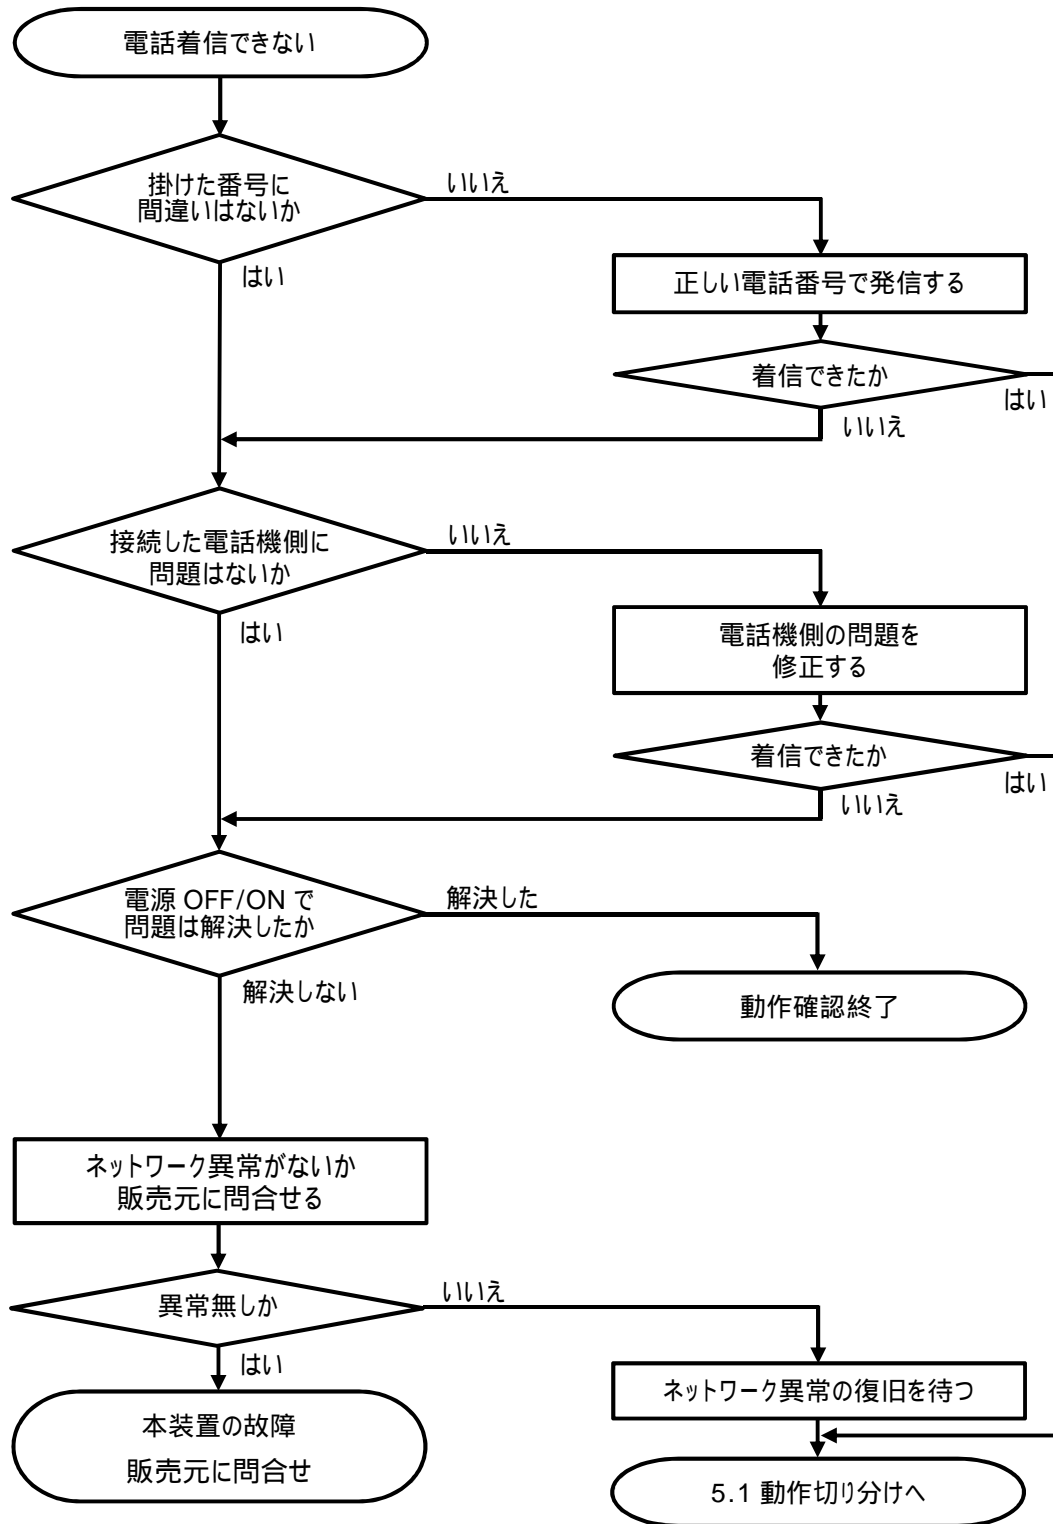 電話着信できない
掛けた番号に
間違いはないか
いいえ
はい
正しい電話番号で発信する
着信できたか
はい
いいえ
接続した電話機側に
問題はないか
いいえ
はい
電話機側の問題を
修正する
着信できたか
はい
いいえ
電源 OFF/ON で
問題は解決したか
解決した
解決しない
動作確認終了
ネットワーク異常がないか
販売元に問合せる
異常無しか
いいえ
はい
ネットワーク異常の復旧を待つ
本装置の故障
販売元に問合せ
5.1 動作切り分けへ